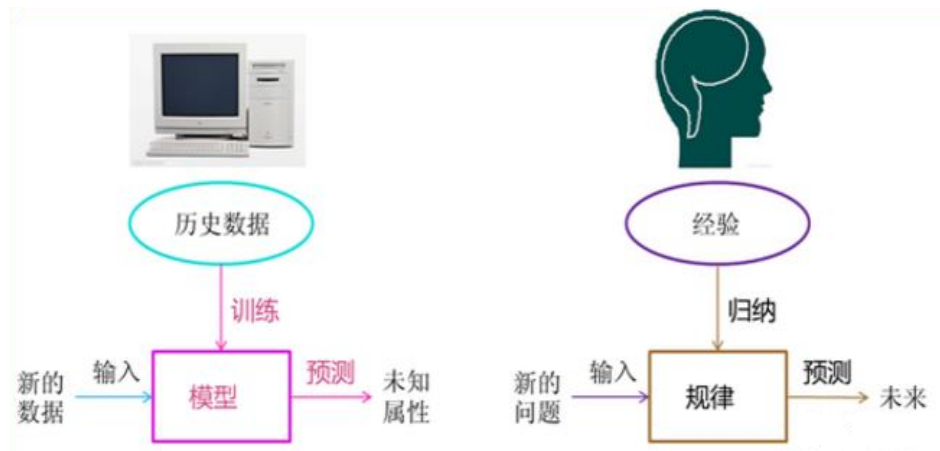 历史数据
训练
新的
数据
输入
模型
预测
未知
属性
经验
归纳
新的
问题
输入
规律
预测
未来